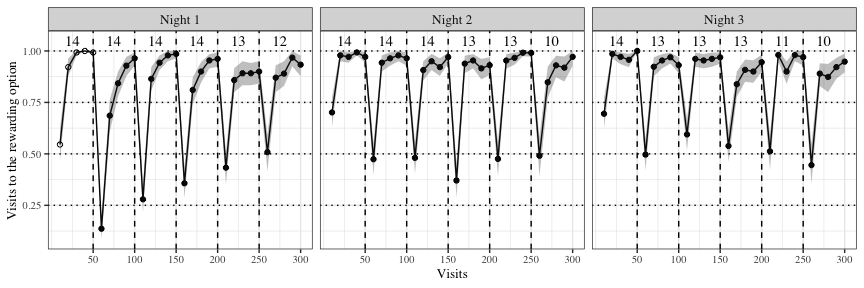 Night 1
Night 2
Night 3
14 14 14 14 13 12
14 14 14 13 13 10
14 13 13 13 11 10
1.00
0.75
0.50
0.25
50 100 150 200 250 300
50 100 150 200 250 300
50 100 150 200 250 300
Visits
Visits to the rewarding option